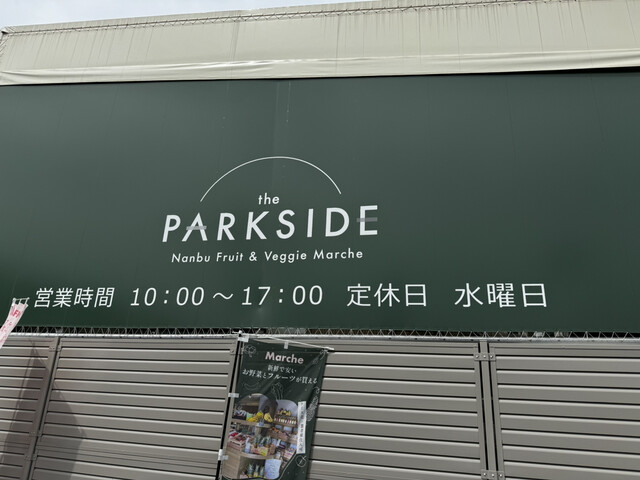 the
PARKSIDE
Nanbu Fruit & Veggie Marche
営業時間 10:00～17:00 定休日 水曜日
Marche
新鮮で安い
お野菜とフルーツが買える